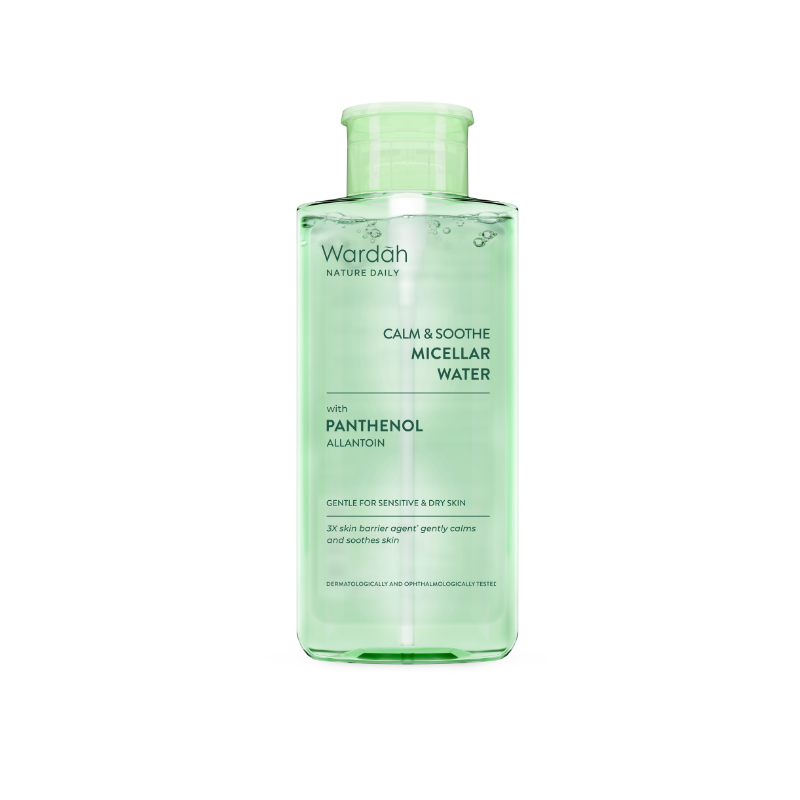 Wardah
NATURE DAILY
CALM & SOOTHE
MICELLAR
WATER
with
PANTHENOL
ALLANTOIN
GENTLE FOR SENSITIVE & DRY SKIN
3X skin barrier agent* gently calms
and soothes skin
DERMATOLOGICALLY AND OPHTHALMOLOGICALLY TESTED